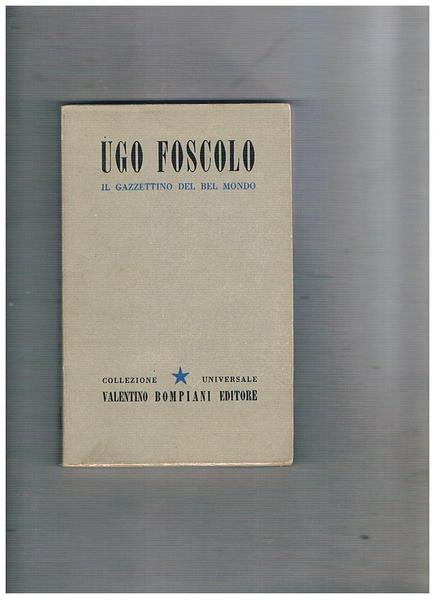 UGO FOSCOLO
IL GAZZETTINO DEL BEL MONDO
COLLEZIONE ★ UNIVERSALE
VALENTINO BOMPIANI EDITORE